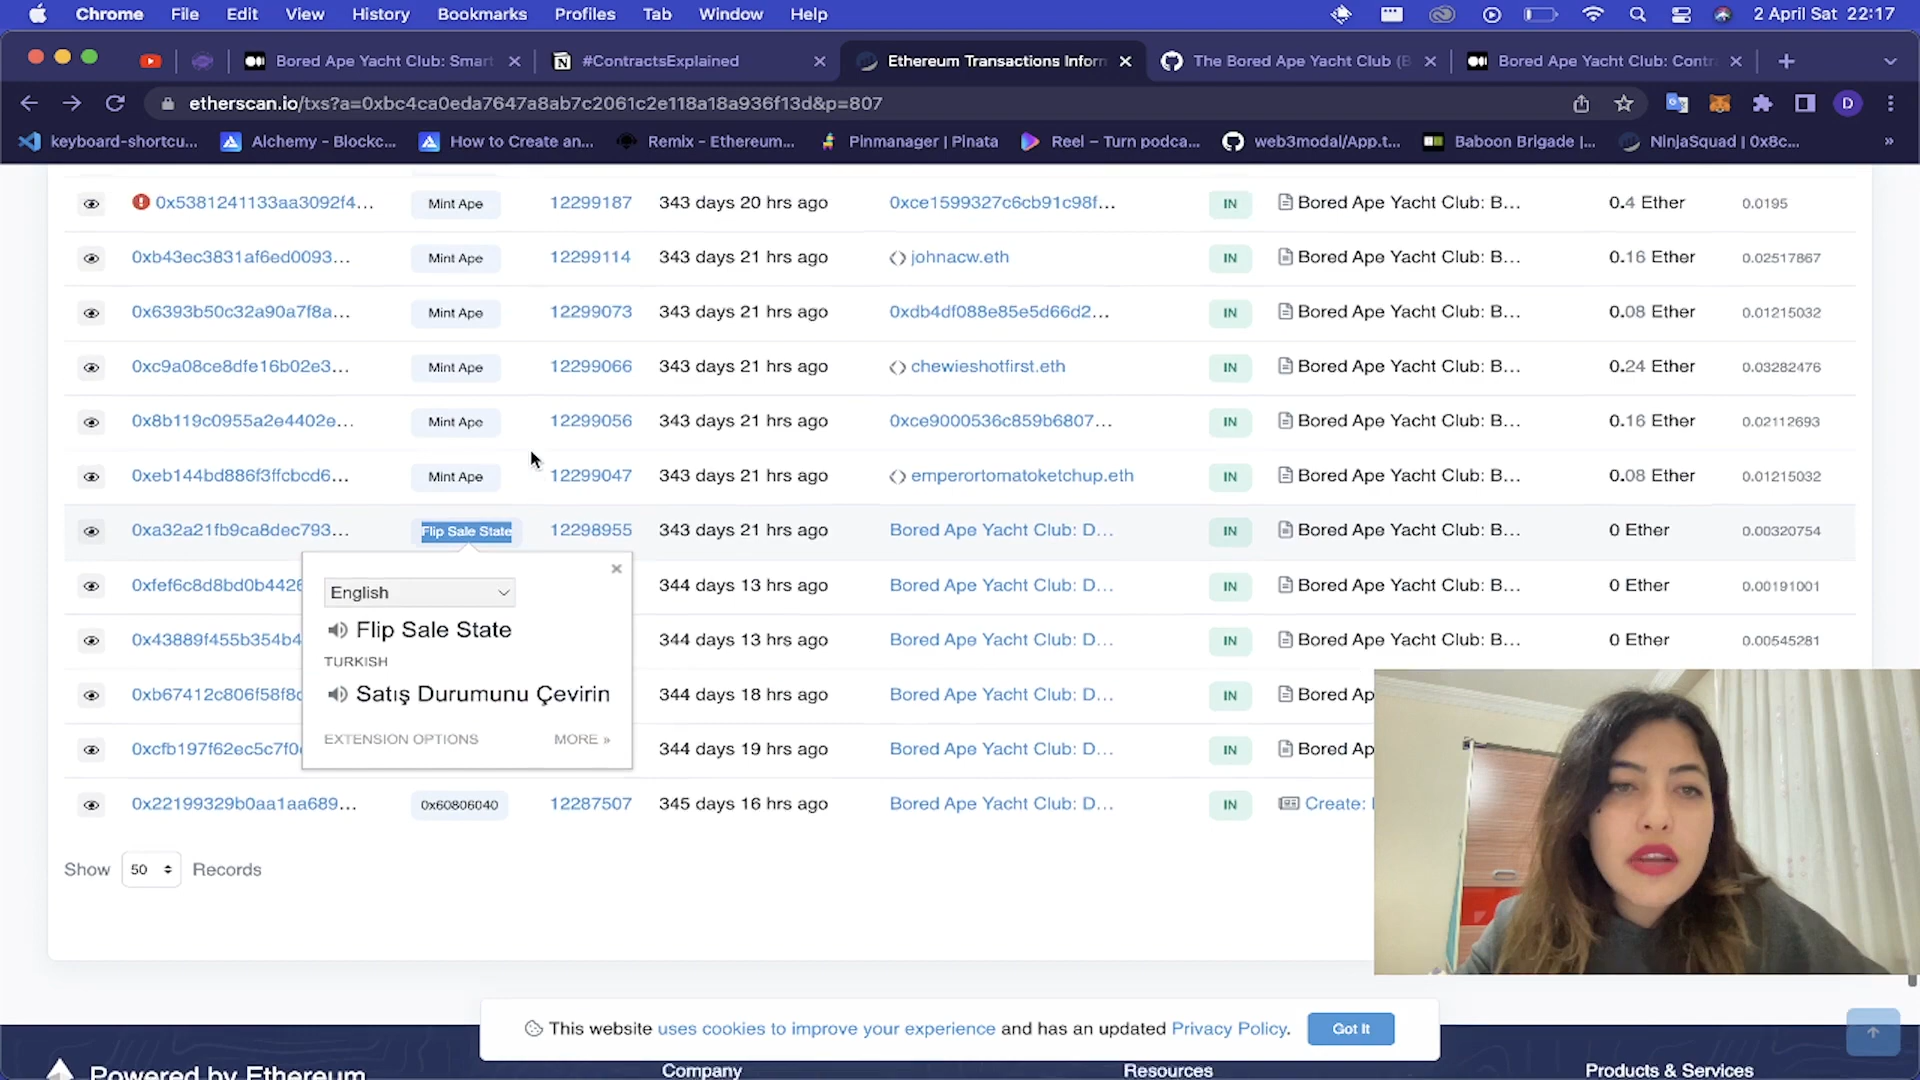 Chrome File Edit View History Bookmarks Profiles Tab Window Help 2 April Sat 22:17
Bored Ape Yacht Club: Smart #ContractsExplained Ethereum Transactions Inforn The Bored Ape Yacht Club (B Bored Ape Yacht Club: Contr
etherscan.io/txs?a=0xbc4ca0eda7647a8ab7c2061c2e118a18a936f13d&p=807 D
keyboard-shortcu... Alchemy - Blockc... How to Create an... Remix - Ethereum... Pinmanager | Pinata Reel – Turn podca... web3modal/App.t... Baboon Brigade |... NinjaSquad | 0x8c... »
0x5381241133aa3092f4... Mint Ape 12299187 343 days 20 hrs ago 0xce1599327c6cb91c98f... IN Bored Ape Yacht Club: B... 0.4 Ether 0.0195
0xb43ec3831af6ed0093... Mint Ape 12299114 343 days 21 hrs ago johnacw.eth IN Bored Ape Yacht Club: B... 0.16 Ether 0.02517867
0x6393b50c32a90a7f8a... Mint Ape 12299073 343 days 21 hrs ago 0xdb4df088e85e5d66d2... IN Bored Ape Yacht Club: B... 0.08 Ether 0.01215032
0xc9a08ce8dfe16b02e3... Mint Ape 12299066 343 days 21 hrs ago chewieshotfirst.eth IN Bored Ape Yacht Club: B... 0.24 Ether 0.03282476
0x8b119c0955a2e4402e... Mint Ape 12299056 343 days 21 hrs ago 0xce9000536c859b6807... IN Bored Ape Yacht Club: B... 0.16 Ether 0.02112693
0xeb144bd886f3ffcbcd6... Mint Ape 12299047 343 days 21 hrs ago emperortomatoketchup.eth IN Bored Ape Yacht Club: B... 0.08 Ether 0.01215032
0xa32a21fb9ca8dec793... Flip Sale State 12298955 343 days 21 hrs ago Bored Ape Yacht Club: D... IN Bored Ape Yacht Club: B... 0 Ether 0.00320754
0xfef6c8d8bd0b4426 344 days 13 hrs ago Bored Ape Yacht Club: D... IN Bored Ape Yacht Club: B... 0 Ether 0.00191001
0x43889f455b354b4 344 days 13 hrs ago Bored Ape Yacht Club: D... IN Bored Ape Yacht Club: B... 0 Ether 0.00545281
0xb67412c806f58f8c 344 days 18 hrs ago Bored Ape Yacht Club: D... IN Bored Ap
0xcfb197f62ec5c7f0 344 days 19 hrs ago Bored Ape Yacht Club: D... IN Bored Ap
0x22199329b0aa1aa689... 0x60806040 12287507 345 days 16 hrs ago Bored Ape Yacht Club: D... IN Create:
English
Flip Sale State
TURKISH
Satış Durumunu Çevirin
EXTENSION OPTIONS MORE »
Show 50 Records
This website uses cookies to improve your experience and has an updated Privacy Policy. Got It
Powered by Ethereum Company Resources Products & Services